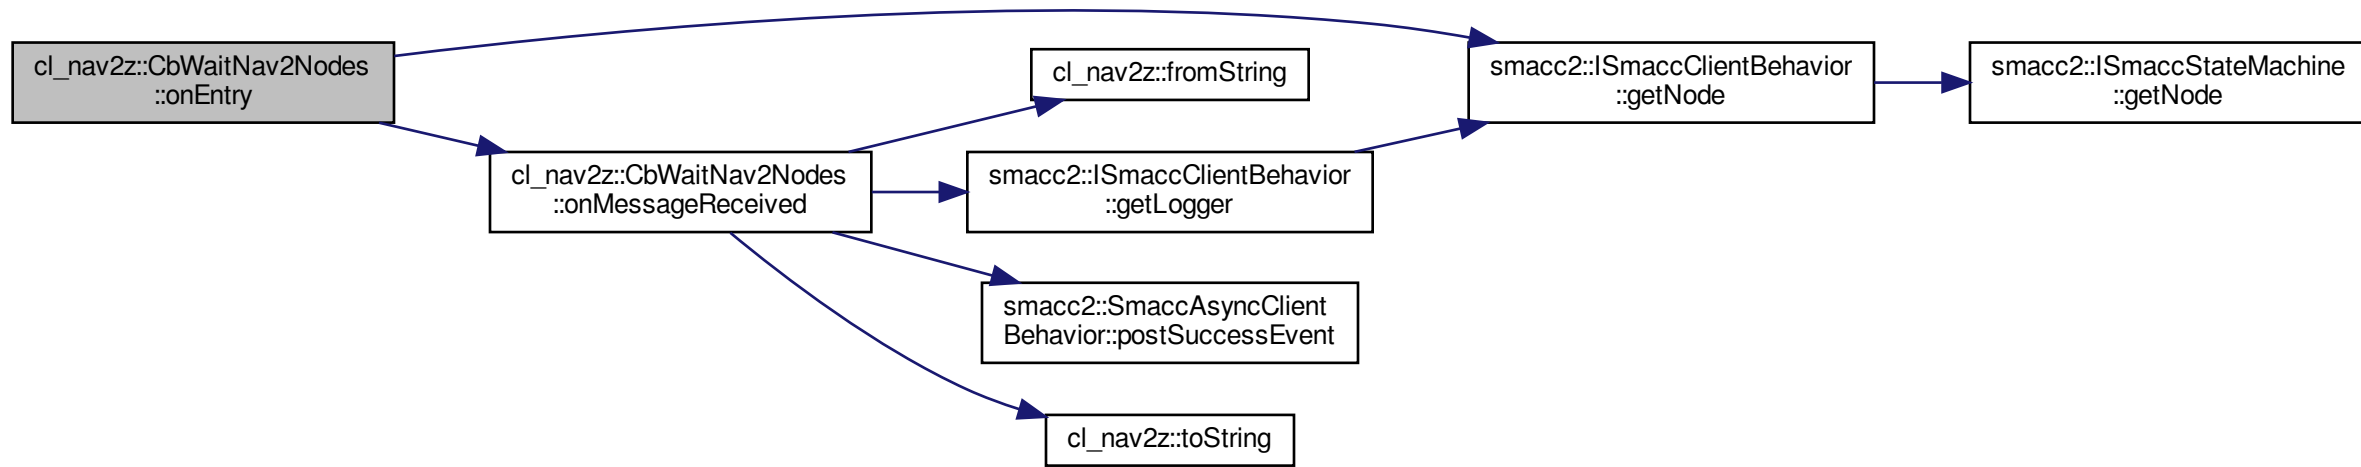 cl_nav2z::CbWaitNav2Nodes
::onEntry
cl_nav2z::CbWaitNav2Nodes
::onMessageReceived
cl_nav2z::fromString
smacc2::ISmaccClientBehavior
::getLogger
smacc2::SmaccAsyncClient
Behavior::postSuccessEvent
cl_nav2z::toString
smacc2::ISmaccClientBehavior
::getNode
smacc2::ISmaccStateMachine
::getNode